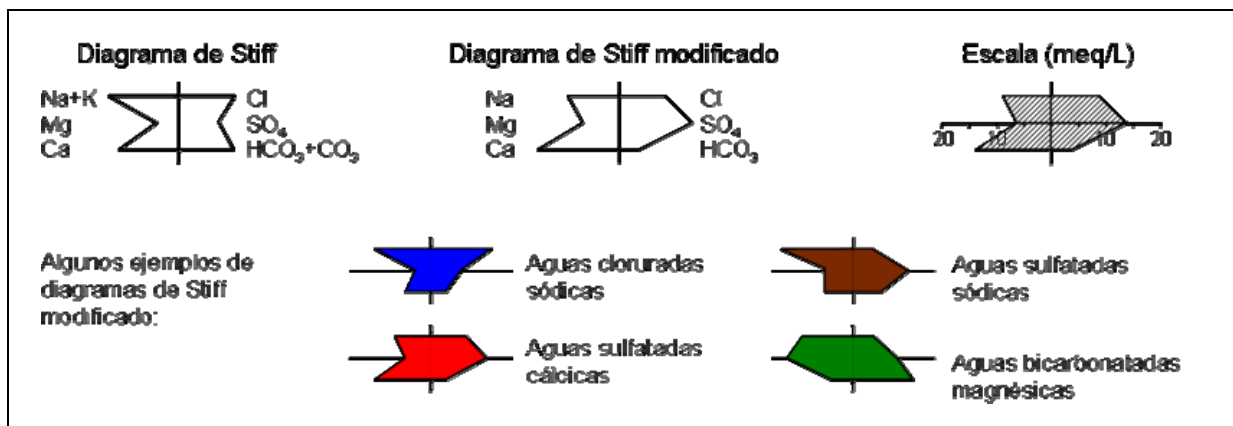 Diagrama de Stiff
Na+K
Mg
Ca
Cl
SO₄
HCO₃+CO₃
Diagrama de Stiff modificado
Na
Mg
Ca
Cl
SO₄
HCO₃
Escala (meq/L)
20 10 10 20
Algunos ejemplos de
diagramas de Stiff
modificado:
Aguas cloruradas
sódicas
Aguas sulfatadas
sódicas
Aguas sulfatadas
cálcicas
Aguas bicarbonatadas
magnésicas